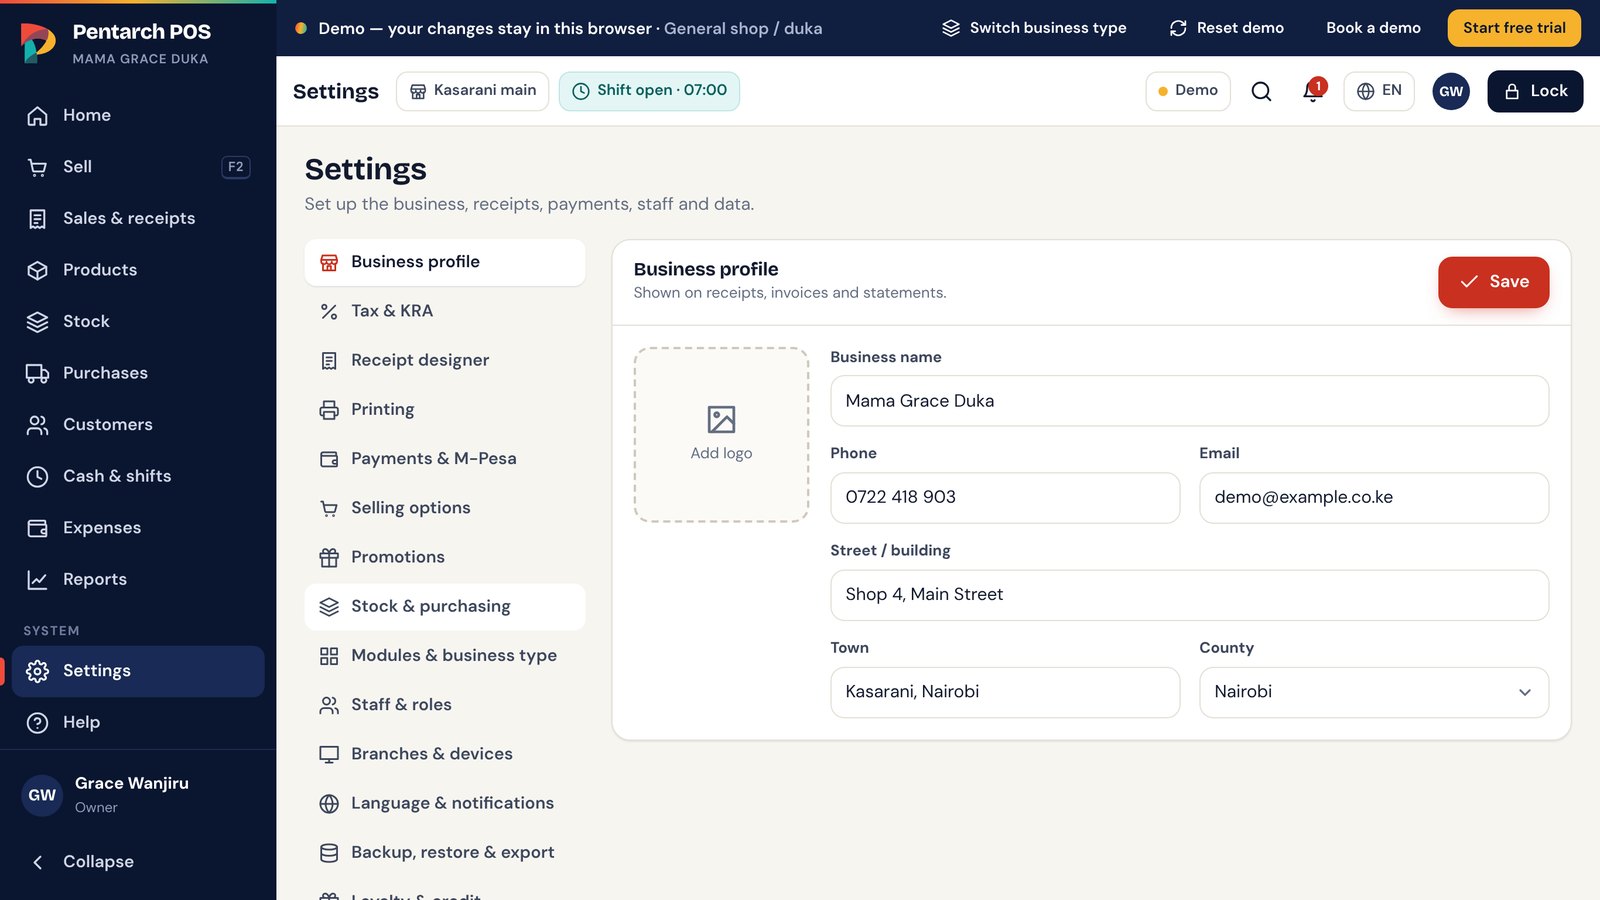 Pentarch POS
MAMA GRACE DUKA
Home
Sell F2
Sales & receipts
Products
Stock
Purchases
Customers
Cash & shifts
Expenses
Reports
SYSTEM
Settings
Help
GW Grace Wanjiru
Owner
Collapse
Demo — your changes stay in this browser · General shop / duka
Switch business type
Reset demo
Book a demo
Start free trial
Settings
Kasarani main
Shift open · 07:00
Demo
1
EN
GW
Lock
Settings
Set up the business, receipts, payments, staff and data.
Business profile
Tax & KRA
Receipt designer
Printing
Payments & M-Pesa
Selling options
Promotions
Stock & purchasing
Modules & business type
Staff & roles
Branches & devices
Language & notifications
Backup, restore & export
Loyalty & credit
Business profile
Shown on receipts, invoices and statements.
Save
Add logo
Business name
Mama Grace Duka
Phone
0722 418 903
Email
demo@example.co.ke
Street / building
Shop 4, Main Street
Town
Kasarani, Nairobi
County
Nairobi